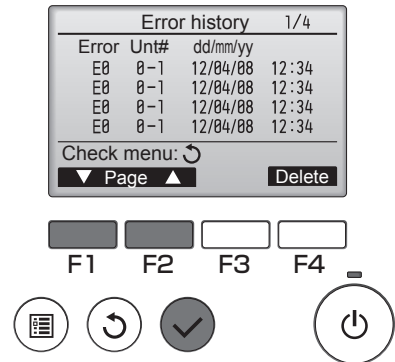 Error history 1/4
Error Unt# dd/mm/yy
E0 0-1 12/04/08 12:34
E0 0-1 12/04/08 12:34
E0 0-1 12/04/08 12:34
E0 0-1 12/04/08 12:34
Check menu:
▼ Page ▲ Delete
F1 F2 F3 F4